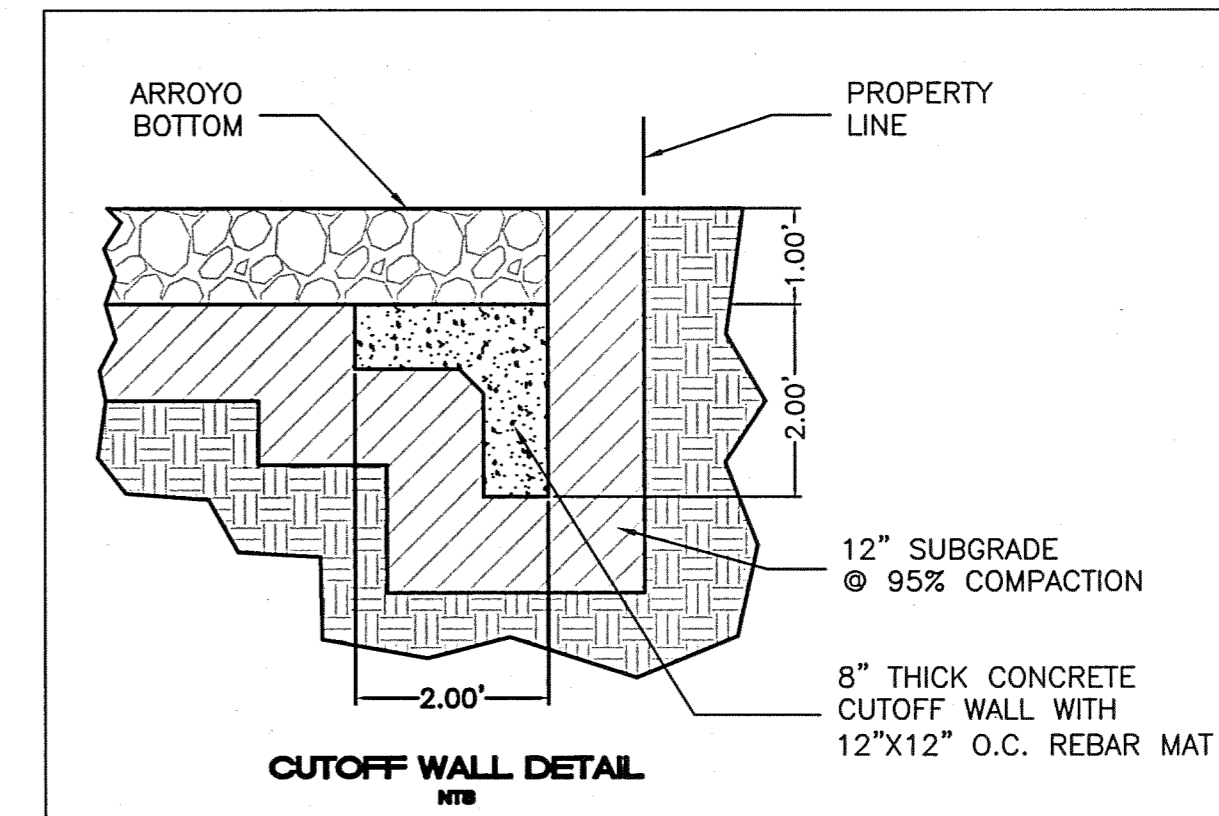 ARROYO
BOTTOM
PROPERTY
LINE
1.00'
2.00'
12" SUBGRADE
@ 95% COMPACTION
8" THICK CONCRETE
CUTOFF WALL WITH
12"X12" O.C. REBAR MAT
2.00'
CUTOFF WALL DETAIL
NTS